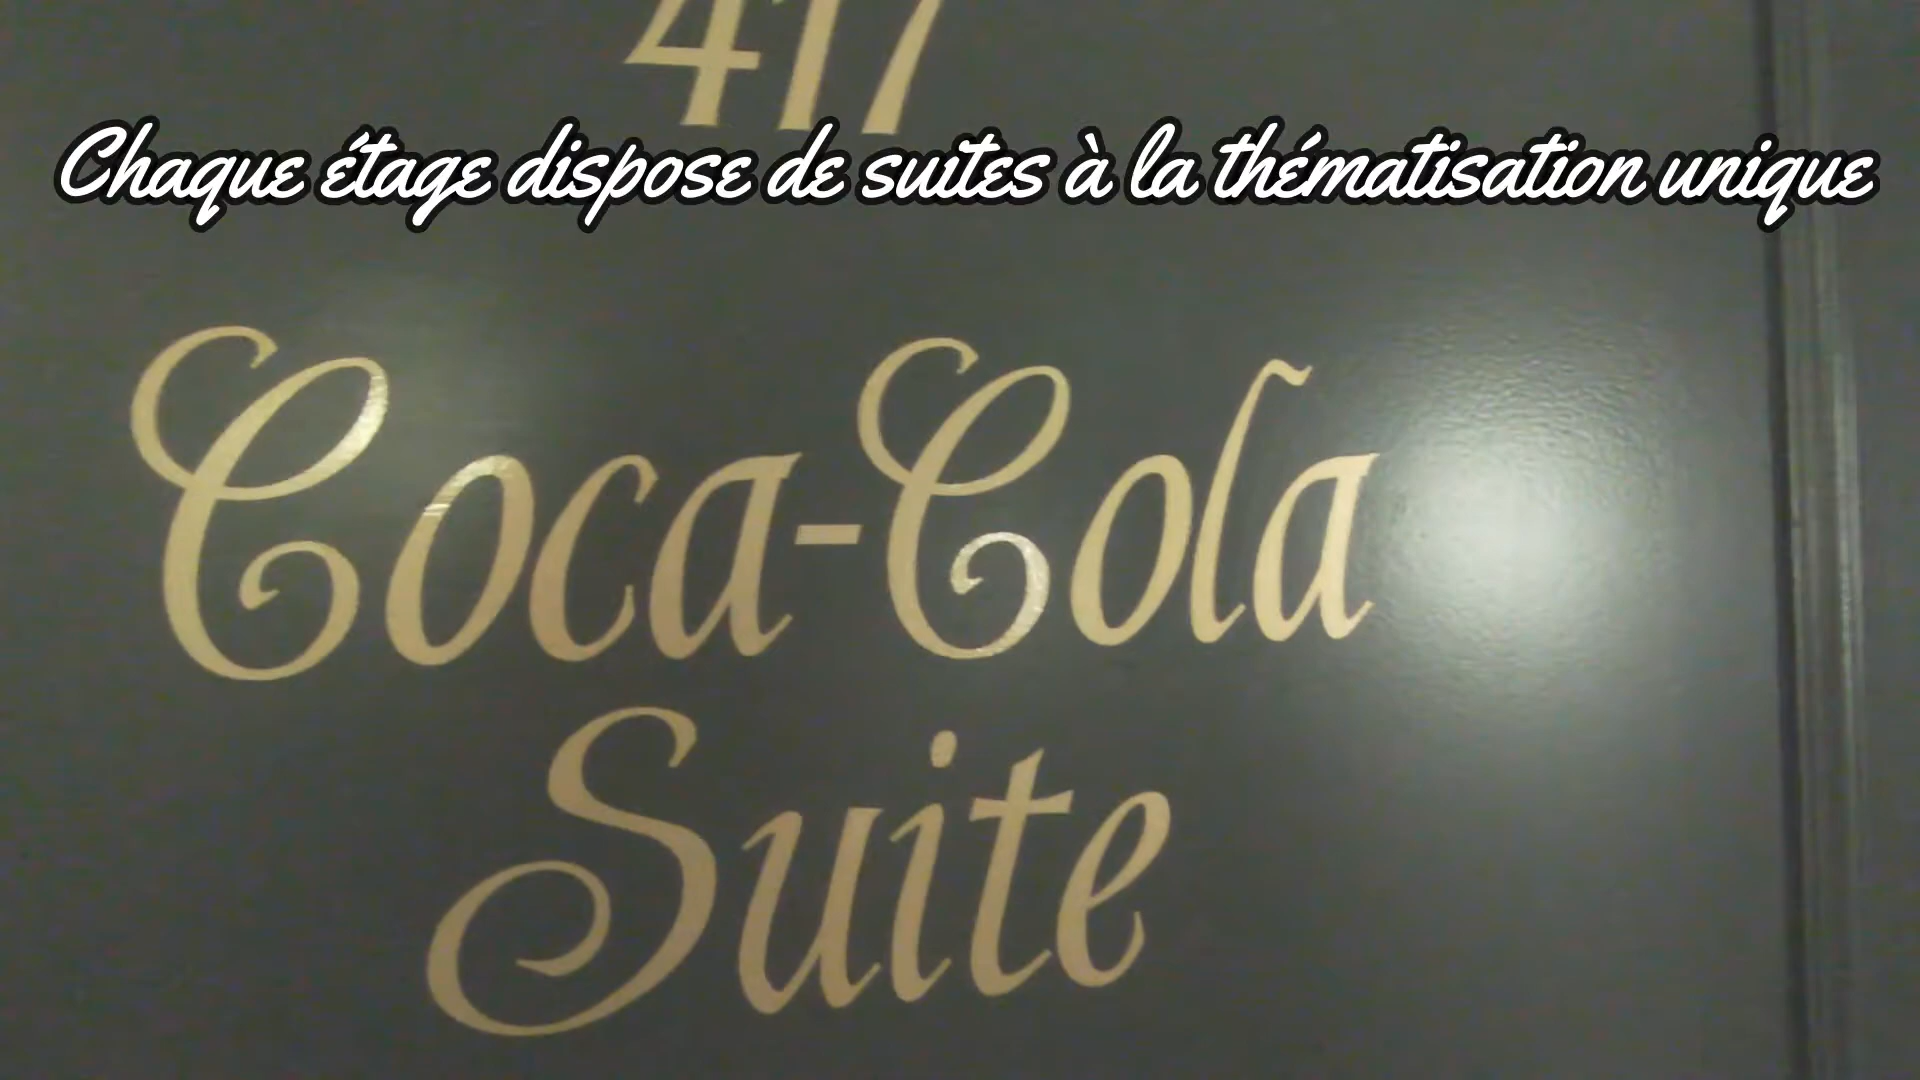 417
Chaque étage dispose de suites à la thématisation unique
Coca-Cola
Suite